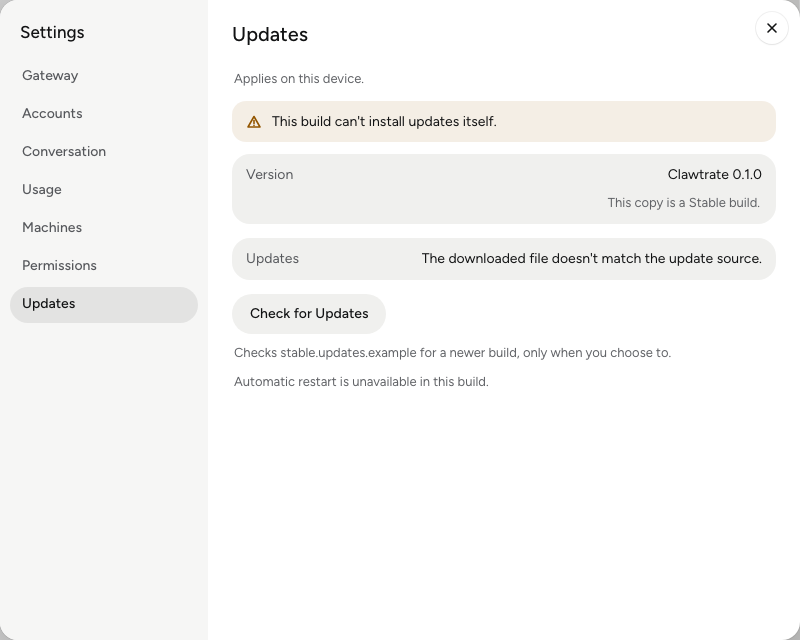 Settings
Gateway
Accounts
Conversation
Usage
Machines
Permissions
Updates
Updates
Applies on this device.
This build can't install updates itself.
Version
Clawtrate 0.1.0
This copy is a Stable build.
Updates
The downloaded file doesn't match the update source.
Check for Updates
Checks stable.updates.example for a newer build, only when you choose to.
Automatic restart is unavailable in this build.